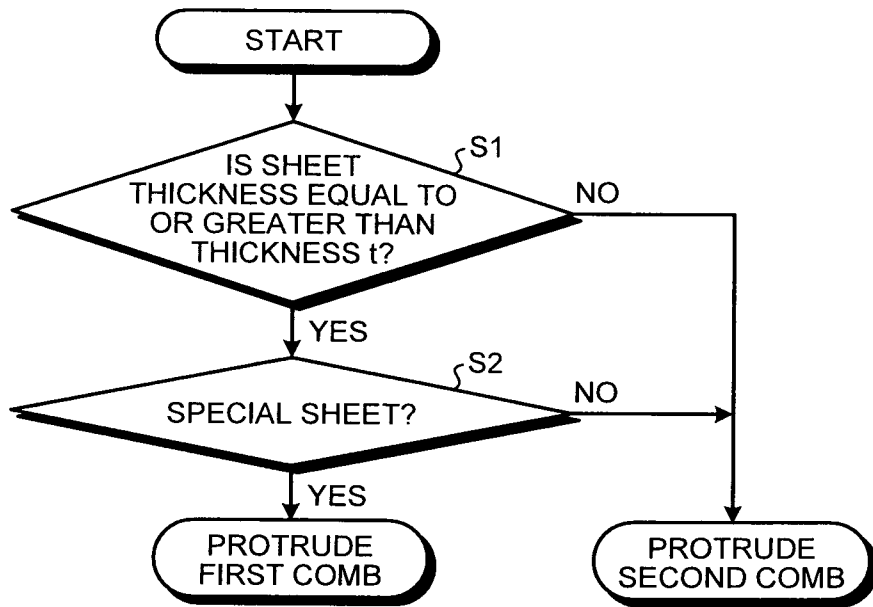 START
S1
IS SHEET
THICKNESS EQUAL TO
OR GREATER THAN
THICKNESS t?
NO
YES
S2
SPECIAL SHEET?
NO
YES
PROTRUDE
FIRST COMB
PROTRUDE
SECOND COMB